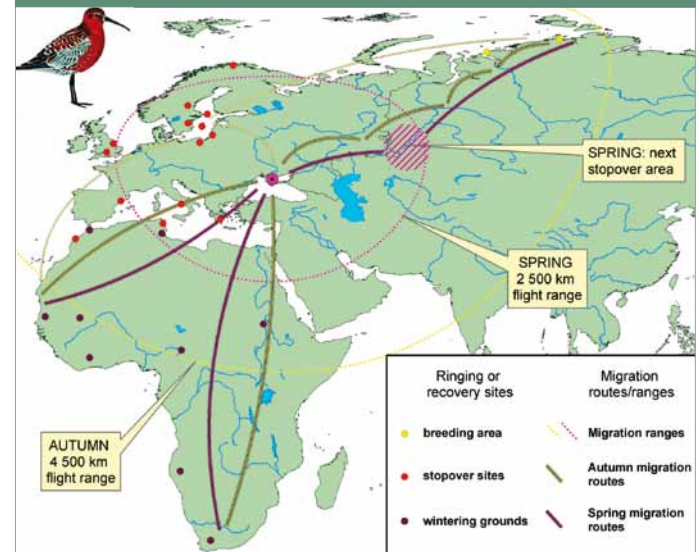 SPRING: next
stopover area
SPRING
2 500 km
flight range
AUTUMN
4 500 km
flight range
Ringing or
recovery sites
Migration
routes/ranges
breeding area
Migration ranges
stopover sites
Autumn migration
routes
wintering grounds
Spring migration
routes